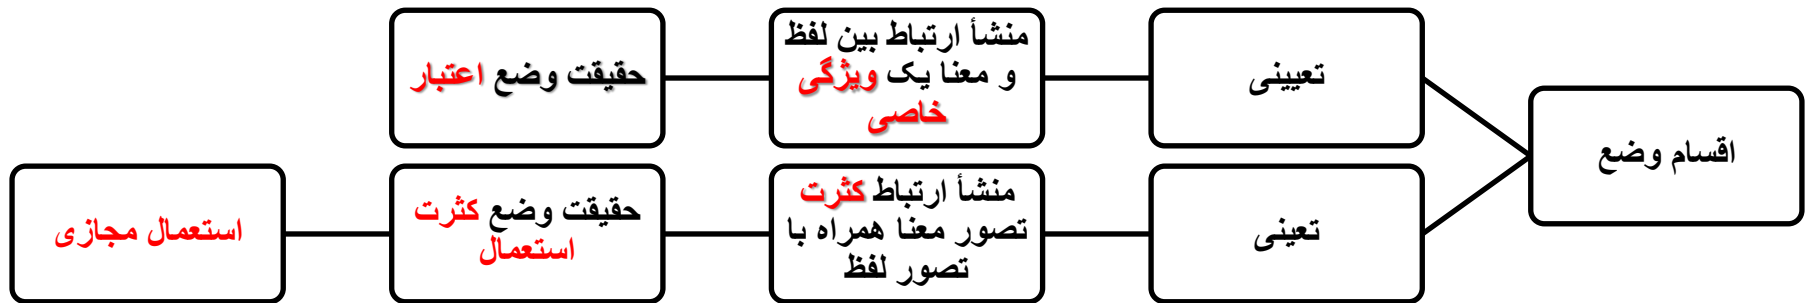 اقسام وضع
تعیینی
منشأ ارتباط بین لفظ
و معنا یک ویژگی
خاصی
حقیقت وضع اعتبار
تعینی
منشأ ارتباط کثرت
تصور معنا همراه با
تصور لفظ
حقیقت وضع کثرت
استعمال
استعمال مجازی